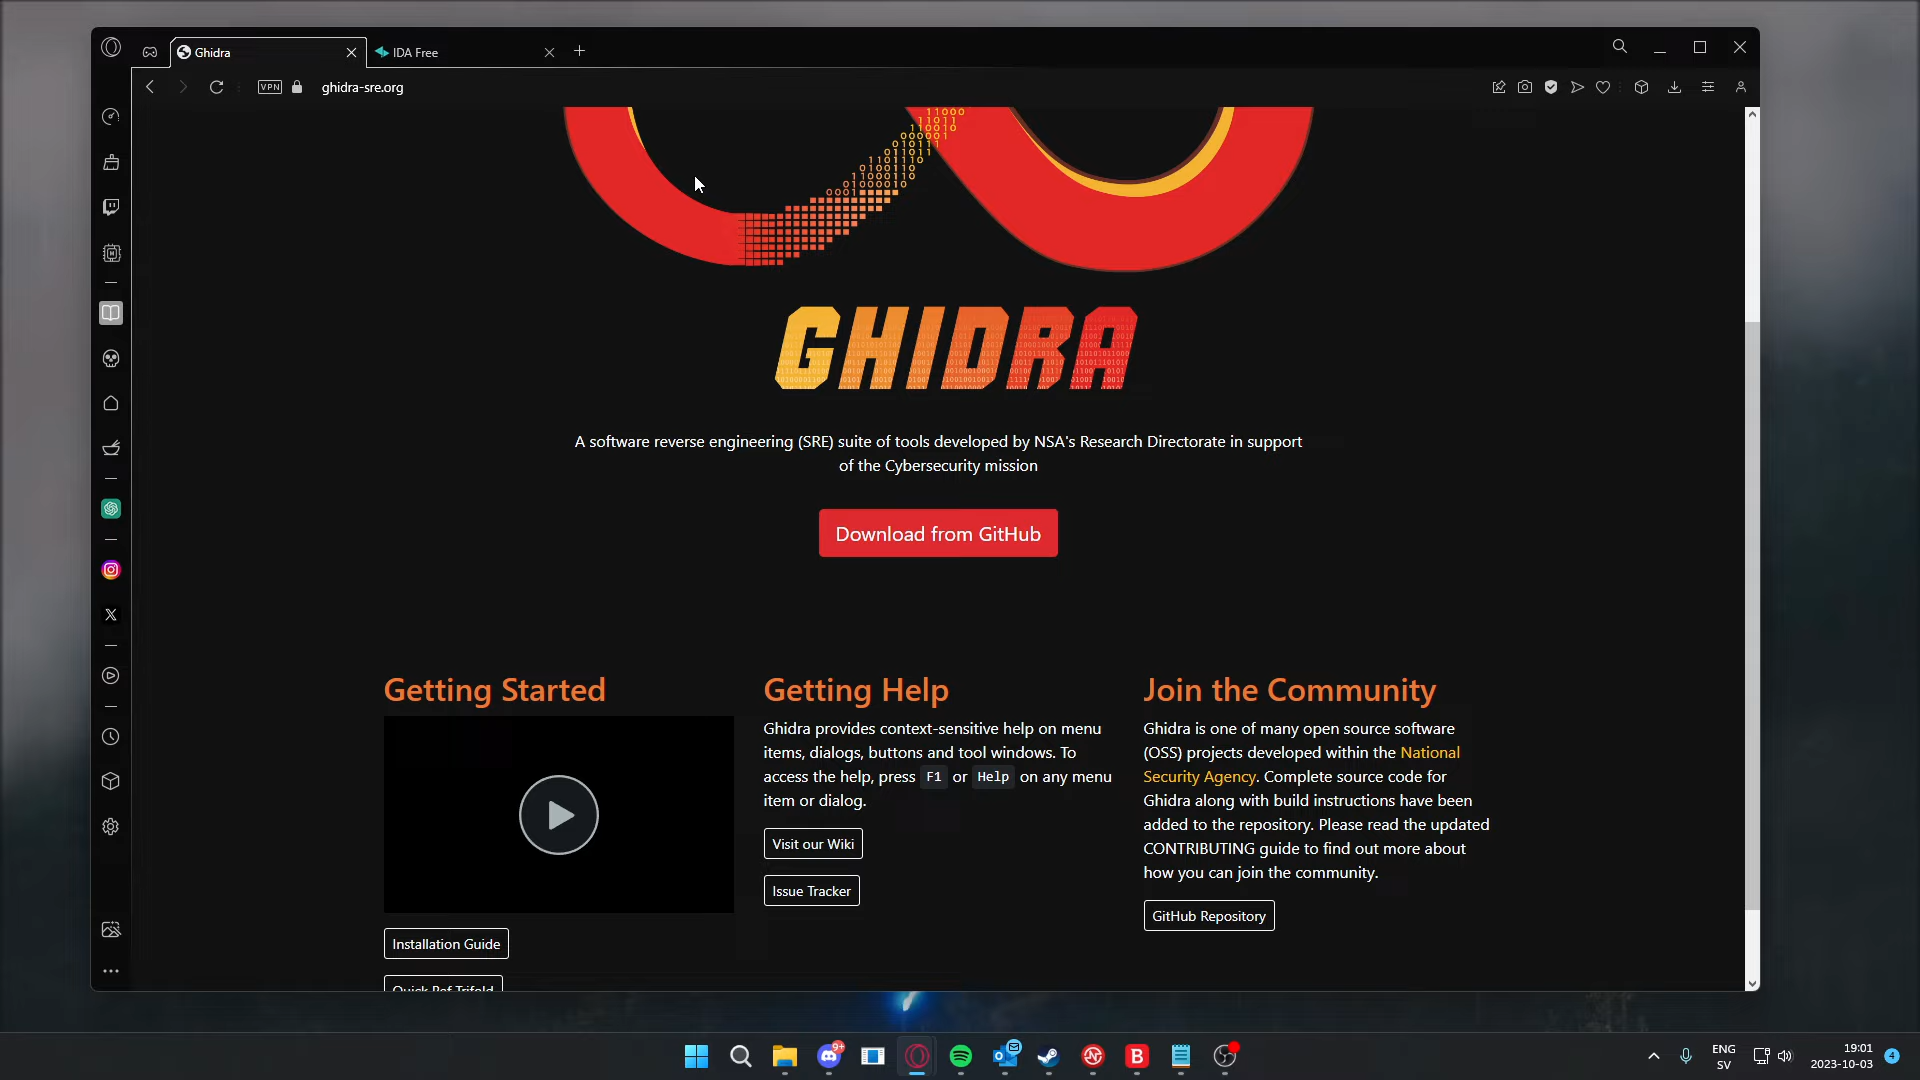 Ghidra
IDA Free
VPN
ghidra-sre.org
GHIDRA
A software reverse engineering (SRE) suite of tools developed by NSA's Research Directorate in support
of the Cybersecurity mission
Download from GitHub
Getting Started
Getting Help
Join the Community
Ghidra provides context-sensitive help on menu
items, dialogs, buttons and tool windows. To
access the help, press F1 or Help on any menu
item or dialog.
Visit our Wiki
Issue Tracker
Ghidra is one of many open source software
(OSS) projects developed within the National
Security Agency. Complete source code for
Ghidra along with build instructions have been
added to the repository. Please read the updated
CONTRIBUTING guide to find out more about
how you can join the community.
GitHub Repository
Installation Guide
Quick Ref Trifold
9+
B
ENG
SV
19:01
2023-10-03
4